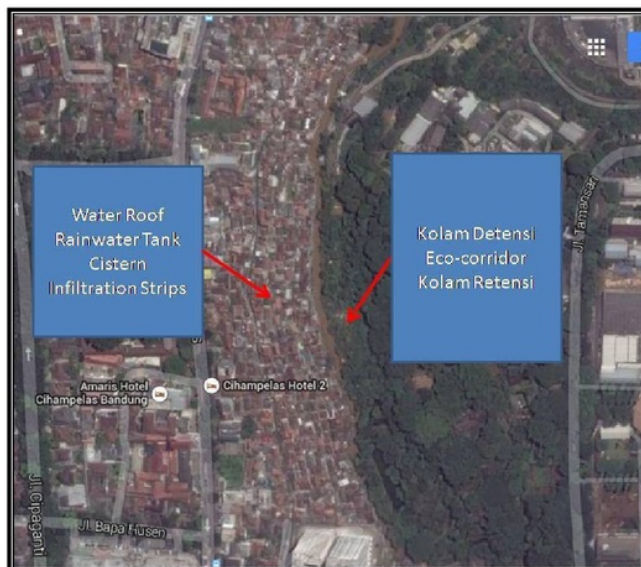 Water Roof
Rainwater Tank
Cistern
Infiltration Strips
Kolam Detensi
Eco-corridor
Kolam Retensi
Jl. Tamansari
Amaris Hotel
Cihampelas Bandung
Cihampelas Hotel 2
Jl. Cipaganti
Jl. Bapa Husen